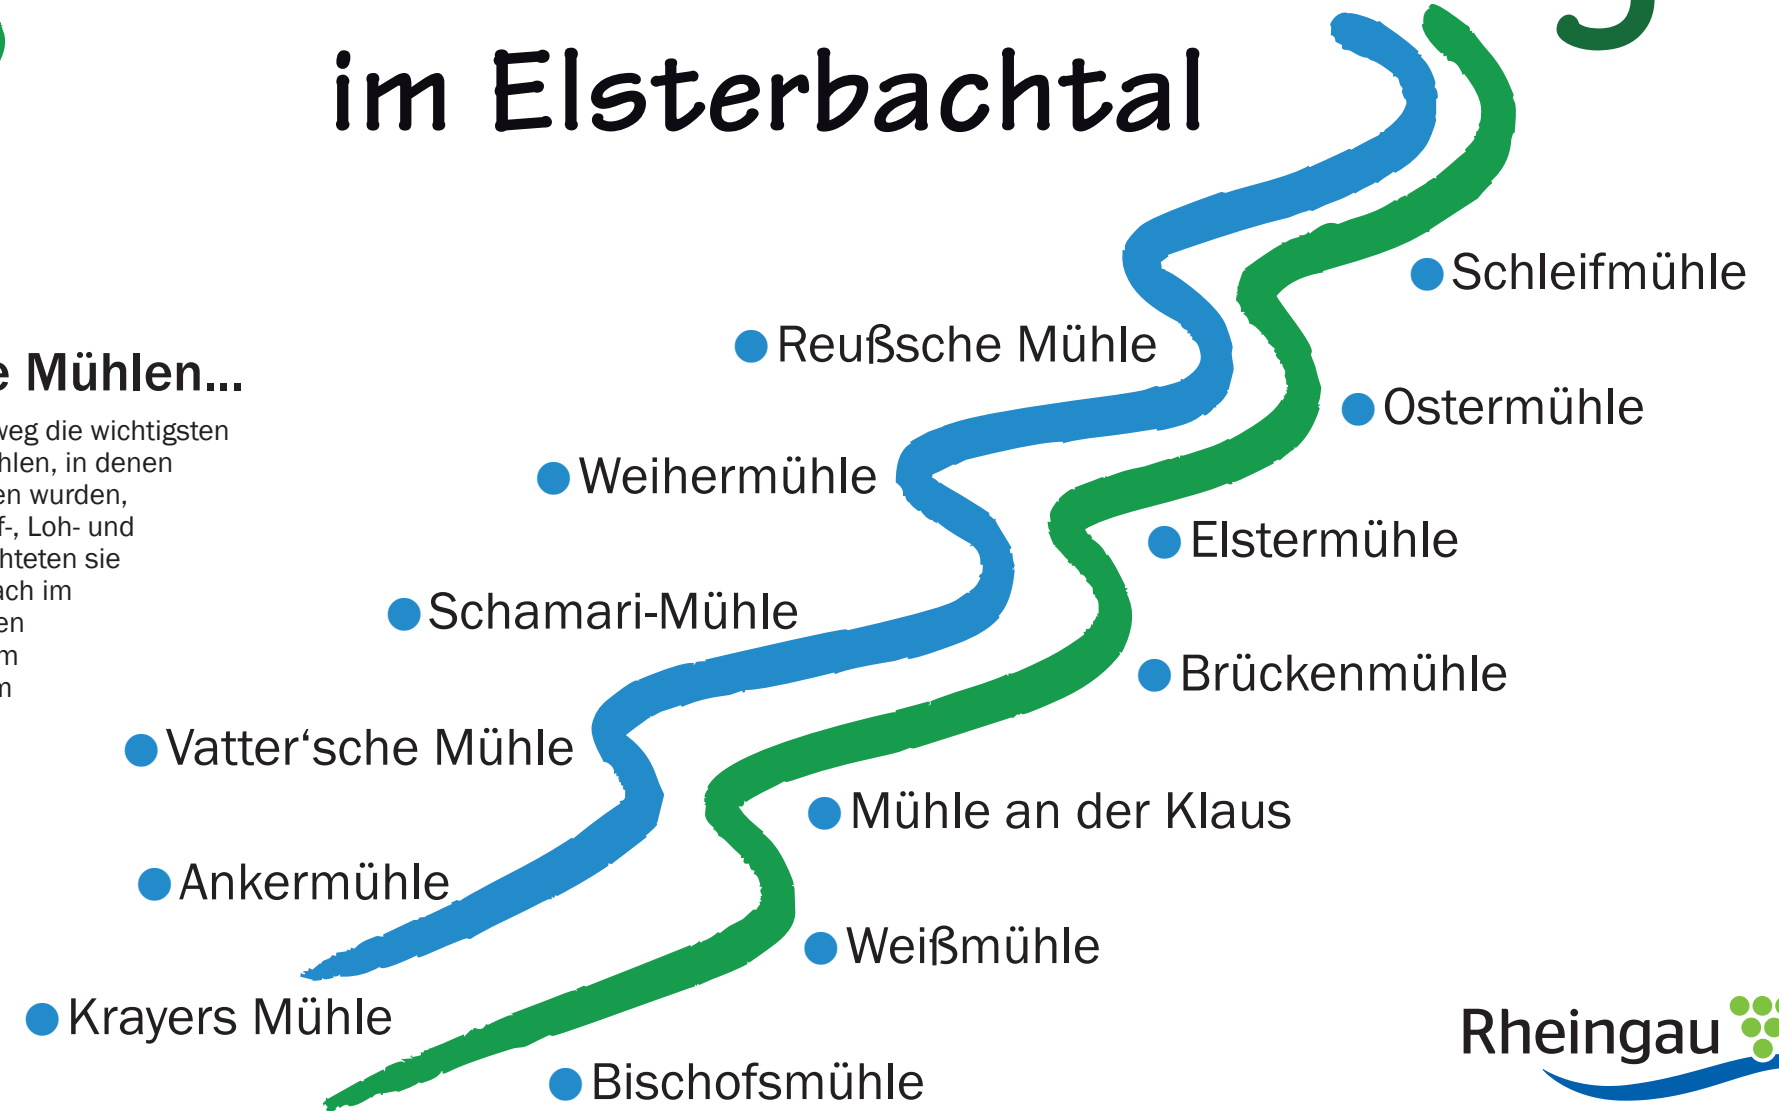 im Elsterbachtal
Schleifmühle
Reußsche Mühle
Mühlen...
Ostermühle
weg die wichtigsten
hlen, in denen
en wurden,
f-, Loh- und
hteten sie
ach im
en
m
m
Weihermühle
Elstermühle
Schamari-Mühle
Brückenmühle
Vatter‘sche Mühle
Mühle an der Klaus
Ankermühle
Weißmühle
Krayers Mühle
Bischofsmühle
Rheingau